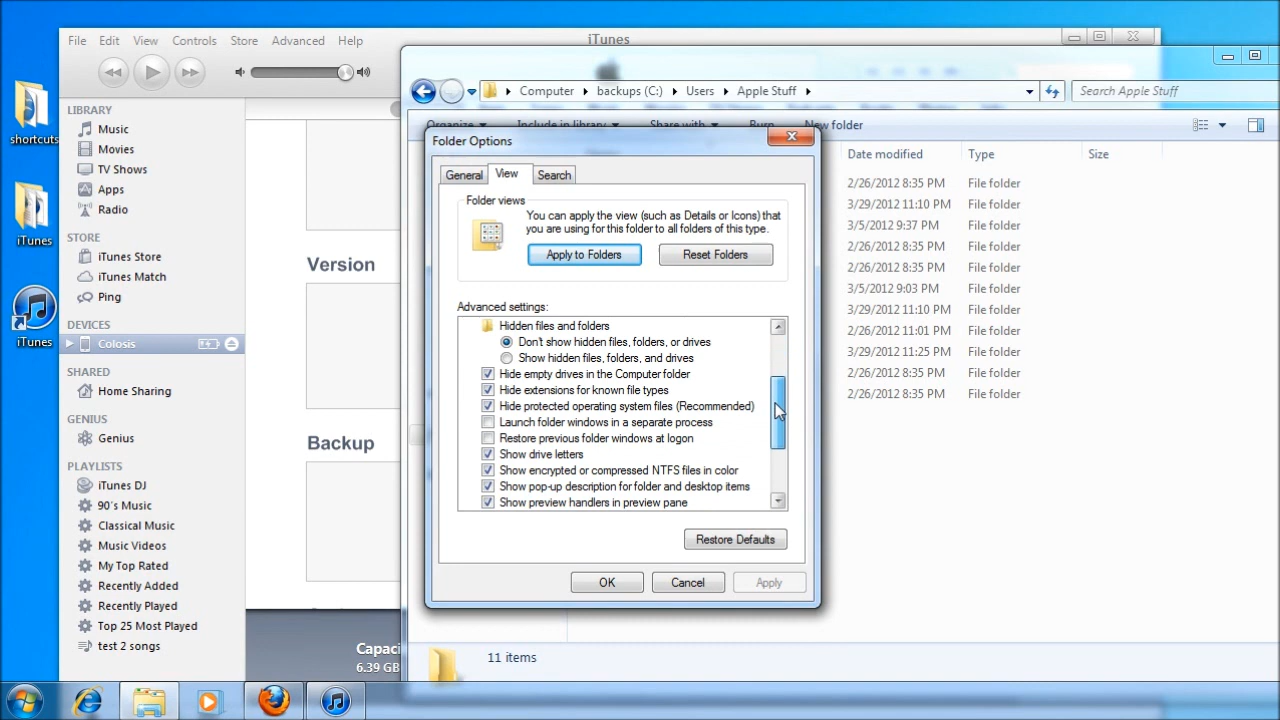 File Edit View Controls Store Advanced Help
iTunes
shortcuts
iTunes
iTunes
LIBRARY
Music
Movies
TV Shows
Apps
Radio
STORE
iTunes Store
iTunes Match
Ping
DEVICES
Colosis
SHARED
Home Sharing
GENIUS
Genius
PLAYLISTS
iTunes DJ
90's Music
Classical Music
Music Videos
My Top Rated
Recently Added
Recently Played
Top 25 Most Played
test 2 songs
Version
Backup
Capaci
6.39 GB
Computer backups (C:) Users Apple Stuff
Search Apple Stuff
Organize Include in library Share with Burn New folder
Date modified Type Size
2/26/2012 8:35 PM File folder
3/29/2012 11:10 PM File folder
3/5/2012 9:37 PM File folder
2/26/2012 8:35 PM File folder
2/26/2012 8:35 PM File folder
3/5/2012 9:03 PM File folder
3/29/2012 11:10 PM File folder
2/26/2012 11:01 PM File folder
3/29/2012 11:25 PM File folder
2/26/2012 8:35 PM File folder
2/26/2012 8:35 PM File folder
11 items
Folder Options
General View Search
Folder views
You can apply the view (such as Details or Icons) that
you are using for this folder to all folders of this type.
Apply to Folders Reset Folders
Advanced settings:
Hidden files and folders
Don't show hidden files, folders, or drives
Show hidden files, folders, and drives
Hide empty drives in the Computer folder
Hide extensions for known file types
Hide protected operating system files (Recommended)
Launch folder windows in a separate process
Restore previous folder windows at logon
Show drive letters
Show encrypted or compressed NTFS files in color
Show pop-up description for folder and desktop items
Show preview handlers in preview pane
Restore Defaults
OK Cancel Apply